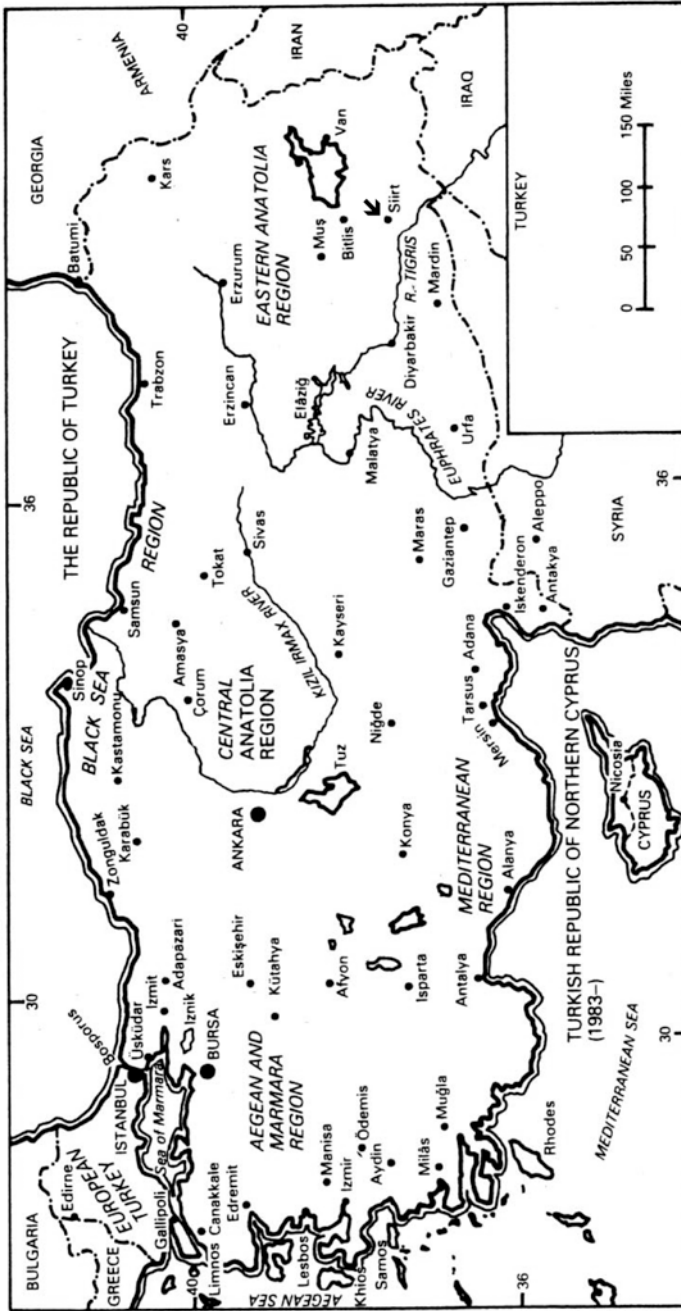 BULGARIA
GREECE
EUROPEAN
TURKEY
Edirne
Gallipoli
ISTANBUL
Bosporus
Üsküdar
Sea of Marmara
Izmit
Iznik
Adapazari
BURSA
Limnos
Canakkale
Edremit
40
30
BLACK SEA
Zonguldak
Karabük
Kastamonu
Sinop
BLACK SEA
REGION
Samsun
THE REPUBLIC OF TURKEY
36
Trabzon
Batumi
GEORGIA
ARMENIA
40
Kars
IRAN
AEGEAN AND
MARMARA
REGION
Eskişehir
Kütahya
ANKARA
Çorum
Amasya
Tokat
Sivas
KIZIL IRMAX RIVER
CENTRAL
ANATOLIA
REGION
Erzincan
Erzurum
EASTERN ANATOLIA
REGION
Elâziğ
Muş
Bitlis
Van
Siirt
AEGEAN SEA
Lesbos
Khios
Samos
Manisa
Izmir
Ödemis
Aydin
Milâs
Muğla
Afyon
Isparta
Konya
Tuz
Niğde
Kayseri
Malatya
Maras
Gaziantep
EUPHRATES RIVER
Urfa
Diyarbakir
R. TIGRIS
Mardin
IRAQ
MEDITERRANEAN
REGION
Antalya
Alanya
Mersin
Tarsus
Adana
Iskenderon
Antakya
Aleppo
SYRIA
36
36
30
Rhodes
MEDITERRANEAN SEA
TURKISH REPUBLIC OF NORTHERN CYPRUS
(1983–)
Nicosia
CYPRUS
TURKEY
0 50 100 150 Miles